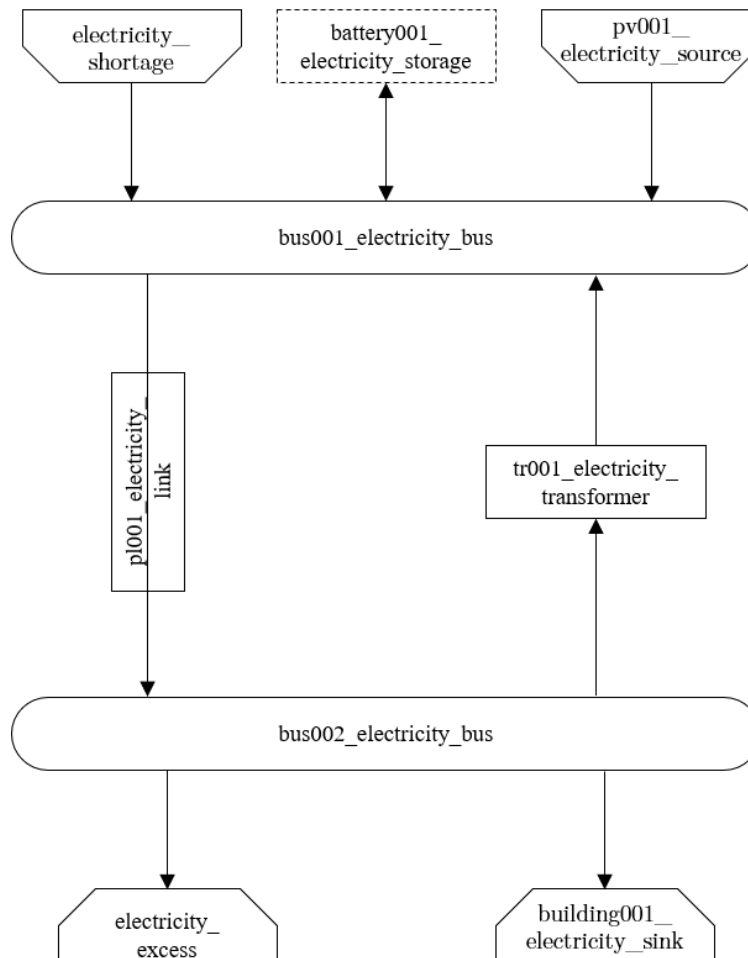 electricity_
shortage
battery001_
electricity_storage
pv001_
electricity_source
bus001_electricity_bus
pl001_electricity_
link
tr001_electricity_
transformer
bus002_electricity_bus
electricity_
excess
building001_
electricity_sink